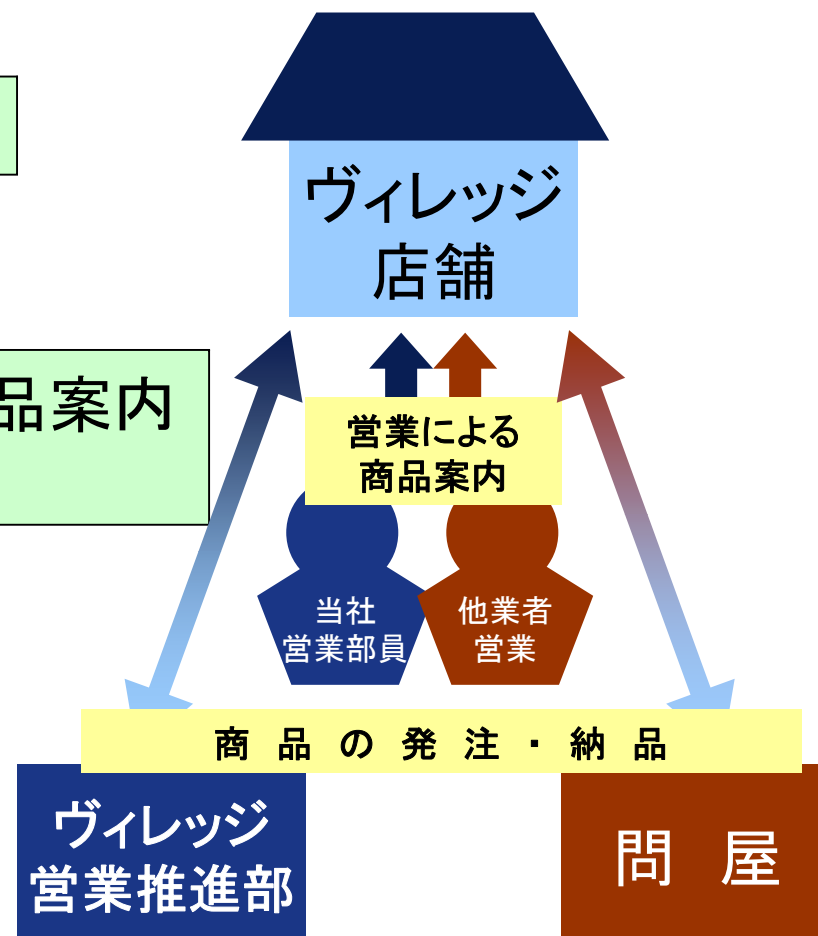 ヴィレッジ
店舗
品案内
営業による
商品案内
当社
営業部員
他業者
営業
商品の発注・納品
ヴィレッジ
営業推進部
問屋